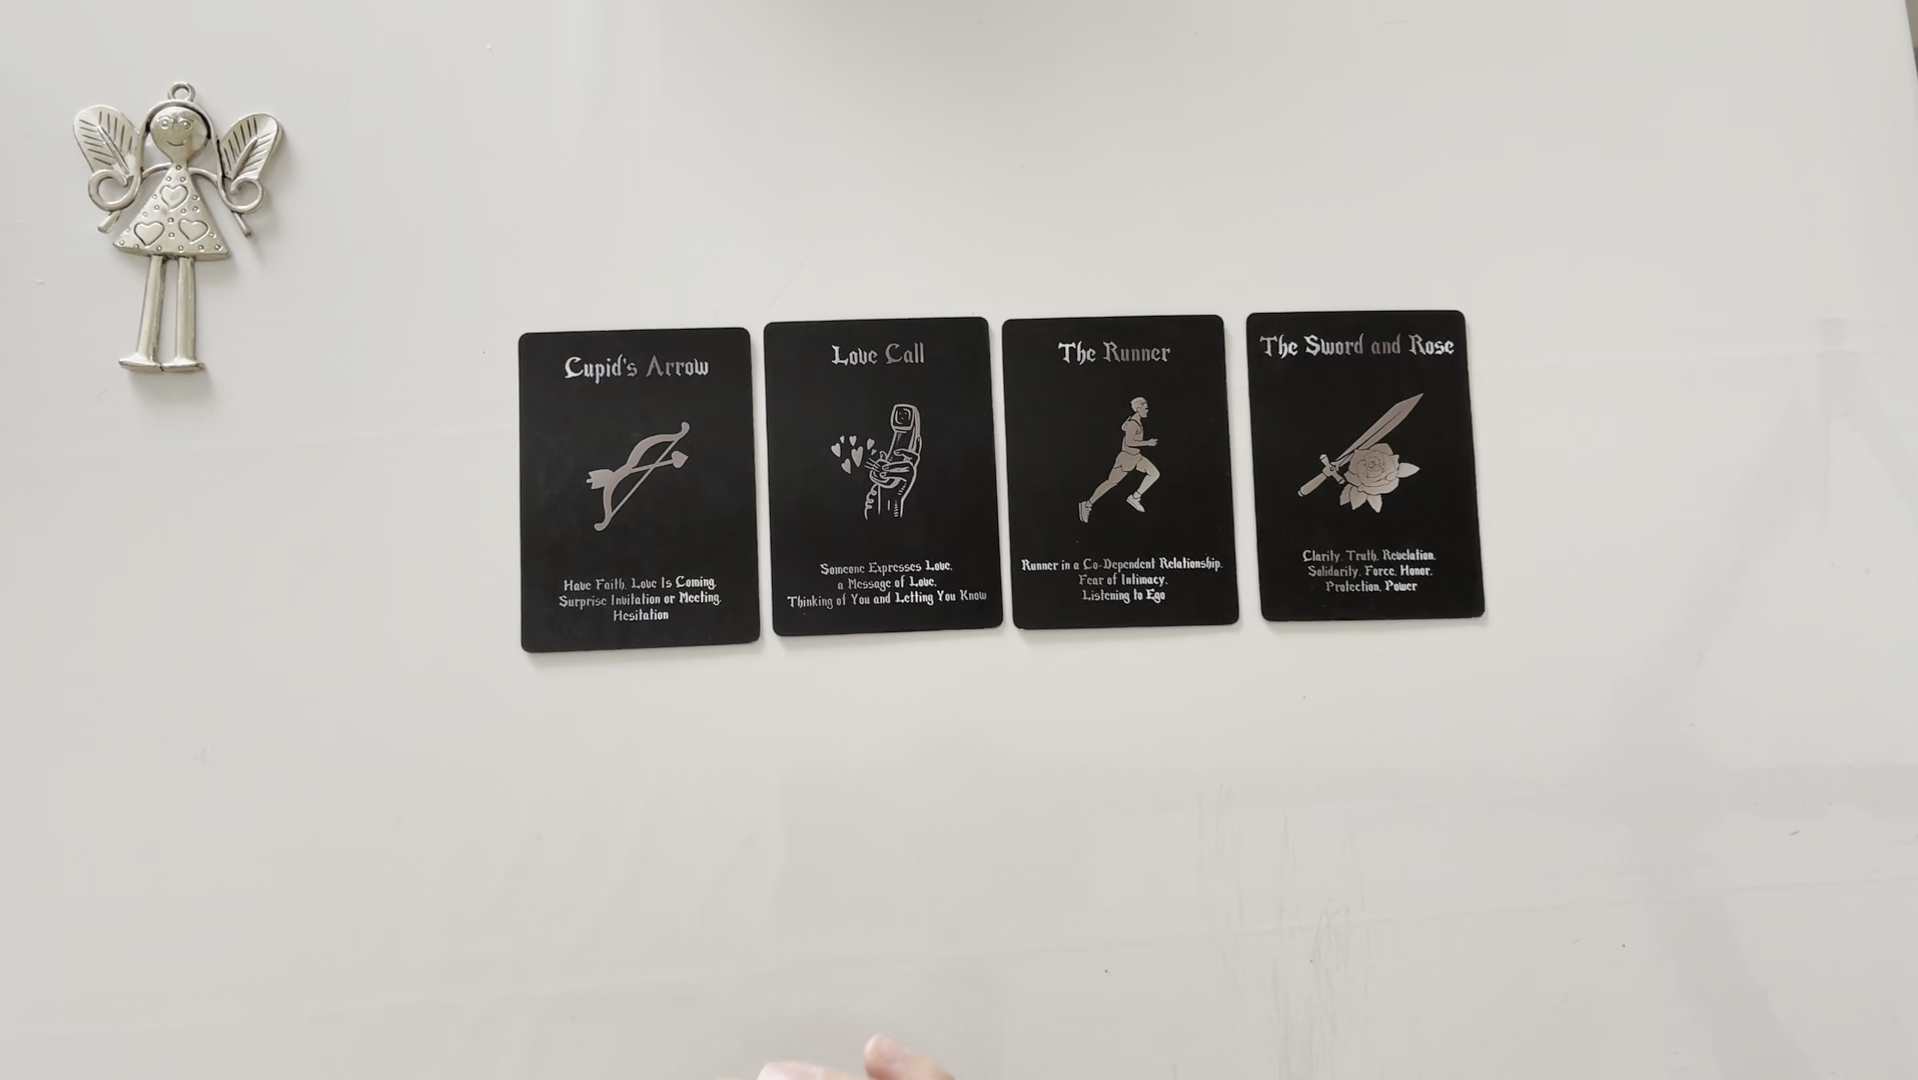 Cupid's Arrow
Have Faith, Love Is Coming.
Surprise Invitation or Meeting.
Hesitation
Love Call
Someone Expresses Love,
a Message of Love,
Thinking of You and Letting You Know
The Runner
Runner in a Co-Dependent Relationship.
Fear of Intimacy.
Listening to Ego
The Sword and Rose
Clarity. Truth. Revelation.
Solidarity. Force. Honor.
Protection. Power